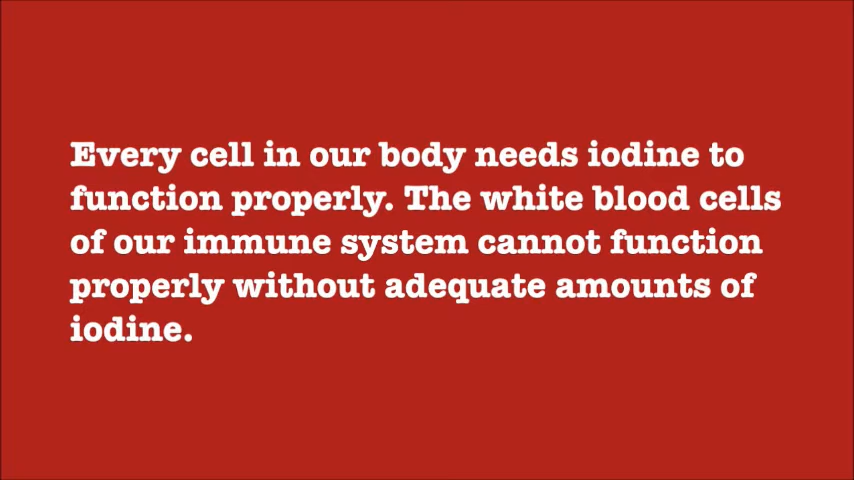 Every cell in our body needs iodine to
function properly. The white blood cells
of our immune system cannot function
properly without adequate amounts of
iodine.